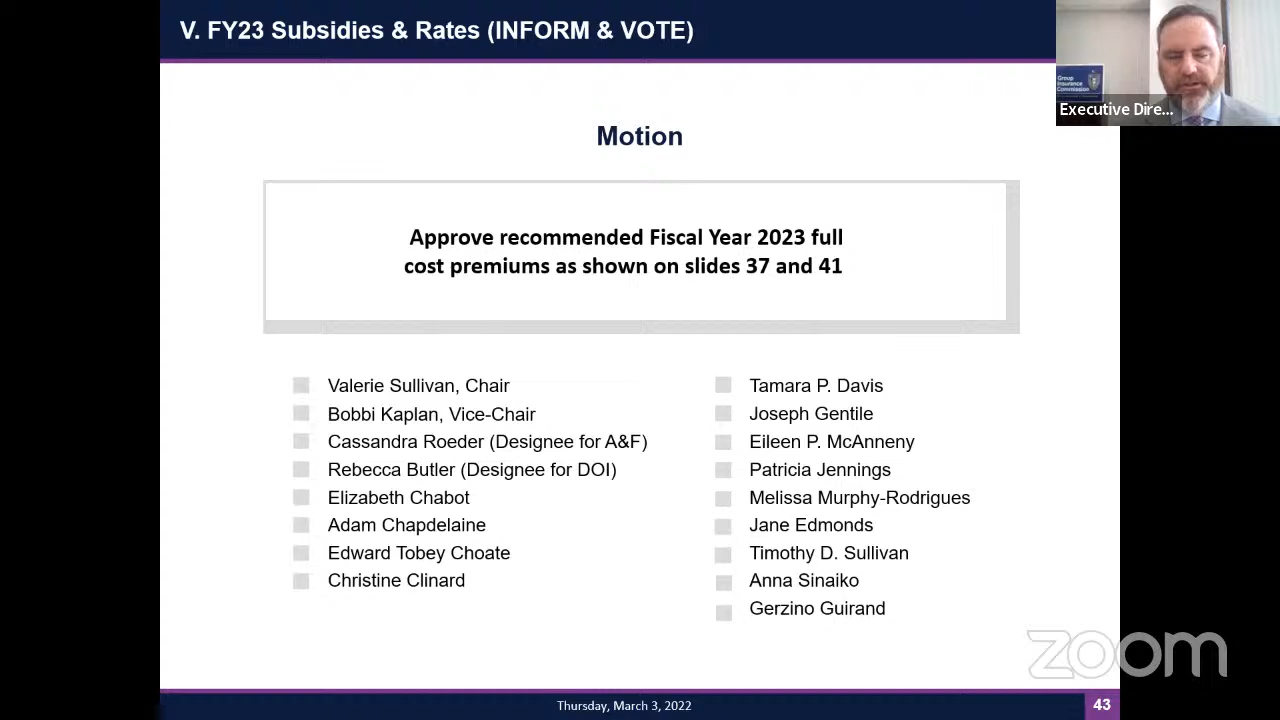 V. FY23 Subsidies & Rates (INFORM & VOTE)
Group
Insurance
Commission
Executive Dire...
Motion
Approve recommended Fiscal Year 2023 full
cost premiums as shown on slides 37 and 41
Valerie Sullivan, Chair
Bobbi Kaplan, Vice-Chair
Cassandra Roeder (Designee for A&F)
Rebecca Butler (Designee for DOI)
Elizabeth Chabot
Adam Chapdelaine
Edward Tobey Choate
Christine Clinard
Tamara P. Davis
Joseph Gentile
Eileen P. McAnneny
Patricia Jennings
Melissa Murphy-Rodrigues
Jane Edmonds
Timothy D. Sullivan
Anna Sinaiko
Gerzino Guirand
zoom
Thursday, March 3, 2022
43